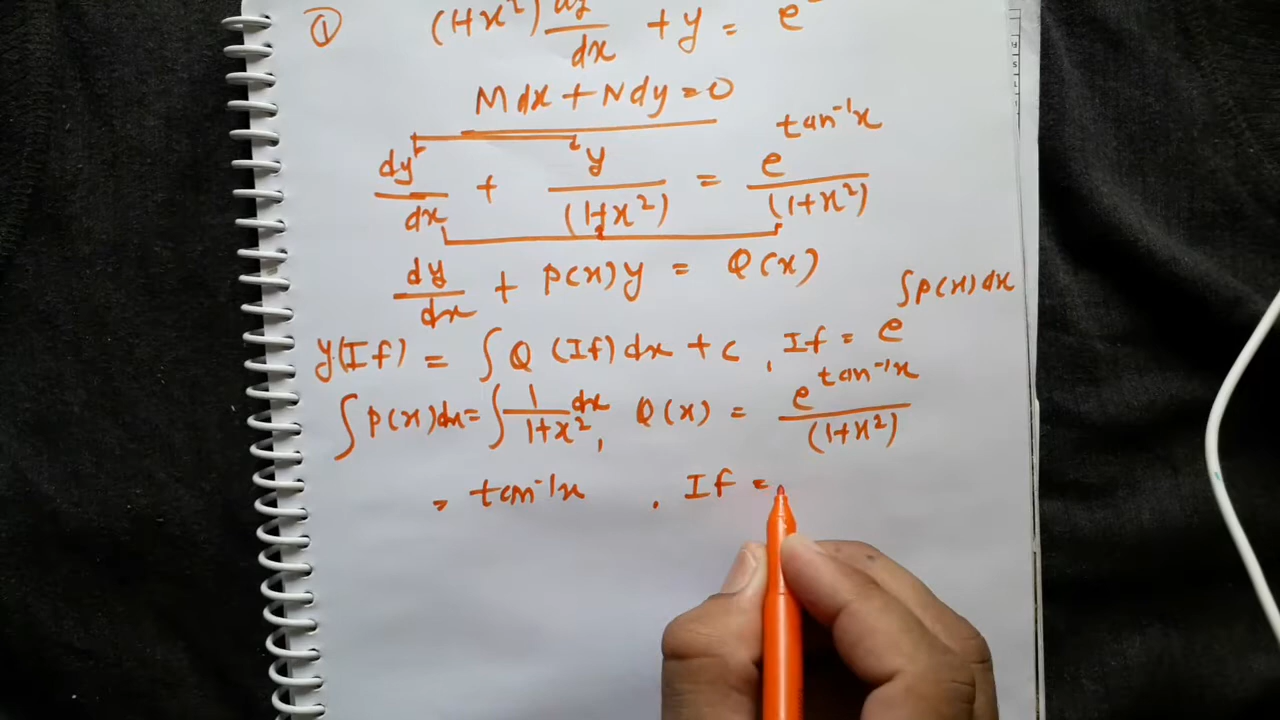 ① (1+x²) dy/dx + y = e
M dx + N dy = 0
dy/dx + y/(1+x²) = e^(tan⁻¹x)/(1+x²)
dy/dx + P(x)y = Q(x)
y(If) = ∫Q (If) dx + c , If = e^(∫P(x)dx)
∫P(x)dx = ∫1/(1+x²) dx , Q(x) = e^(tan⁻¹x)/(1+x²)
= tan⁻¹x , If =